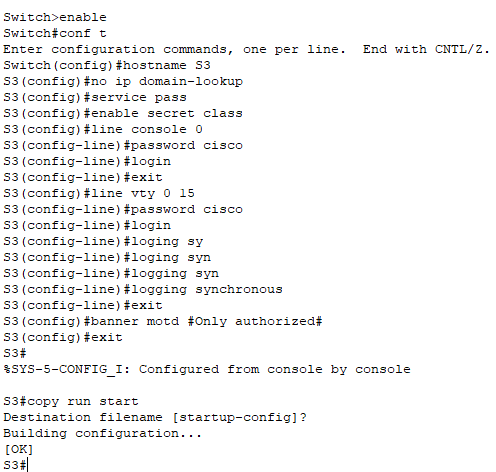 Switch>enable
Switch#conf t
Enter configuration commands, one per line.  End with CNTL/Z.
Switch(config)#hostname S3
S3(config)#no ip domain-lookup
S3(config)#service pass
S3(config)#enable secret class
S3(config)#line console 0
S3(config-line)#password cisco
S3(config-line)#login
S3(config-line)#exit
S3(config)#line vty 0 15
S3(config-line)#password cisco
S3(config-line)#login
S3(config-line)#loging sy
S3(config-line)#loging syn
S3(config-line)#logging syn
S3(config-line)#logging synchronous
S3(config-line)#exit
S3(config)#banner motd #Only authorized#
S3(config)#exit
S3#
%SYS-5-CONFIG_I: Configured from console by console
S3#copy run start
Destination filename [startup-config]?
Building configuration...
[OK]
S3#